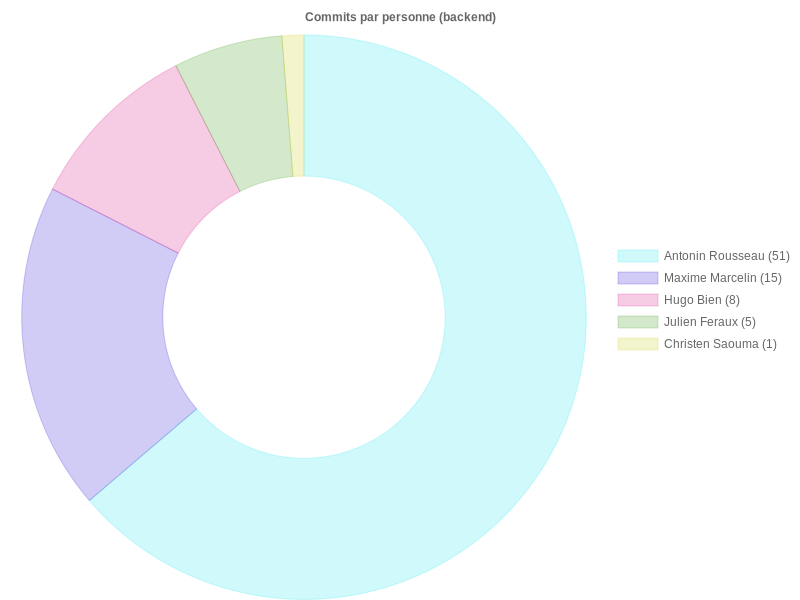 Commits par personne (backend)
Antonin Rousseau (51)
Maxime Marcelin (15)
Hugo Bien (8)
Julien Feraux (5)
Christen Saouma (1)